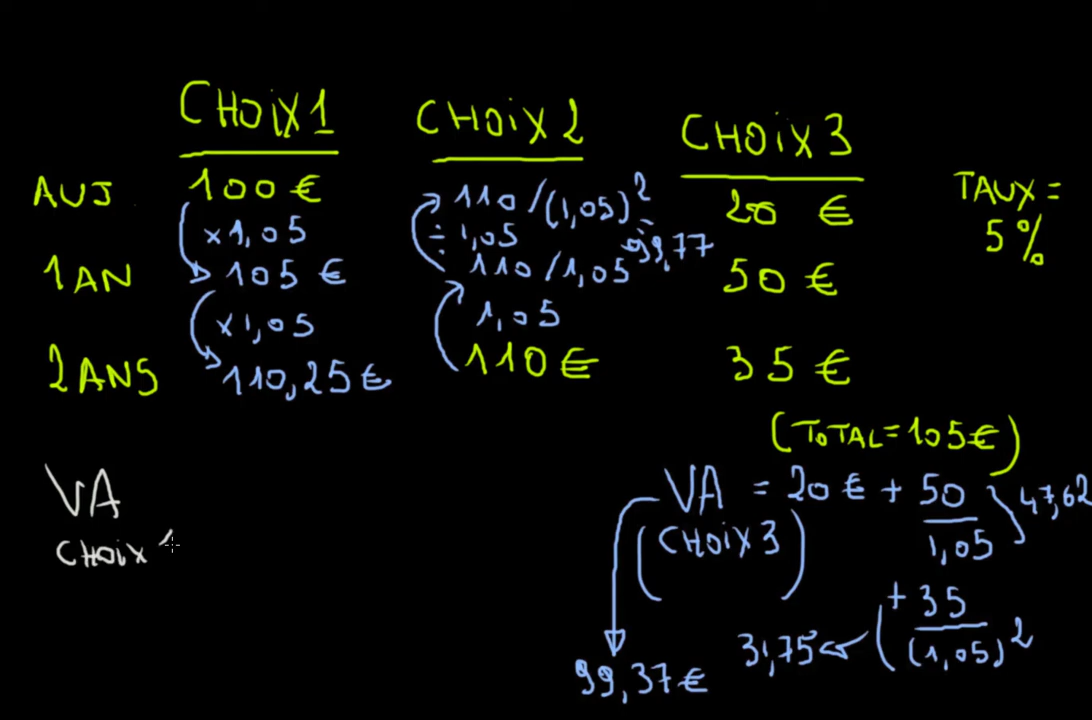 CHOIX 1 CHOIX 2 CHOIX 3
AUJ 100 € 110 / (1,05)² 20 € TAUX =
x 1,05 ÷ 1,05 = 99,77 5 %
1 AN 105 € 110 / 1,05 50 €
x 1,05 1,05
2 ANS 110,25 € 110 € 35 €
(TOTAL = 105 €)
VA VA = 20 € + 50 } 47,62
CHOIX 1 (CHOIX 3) 1,05
+ 35
31,75 (1,05)²
99,37 €